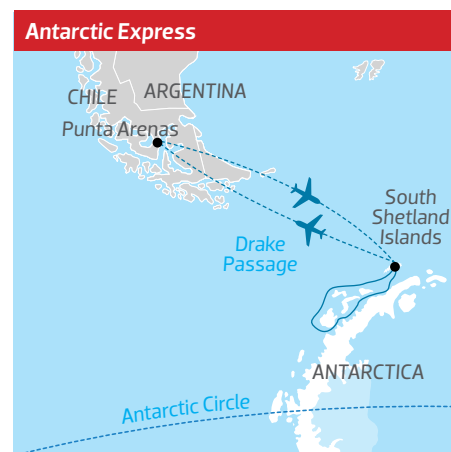 Antarctic Express
CHILE
ARGENTINA
Punta Arenas
South
Shetland
Islands
Drake
Passage
ANTARCTICA
Antarctic Circle